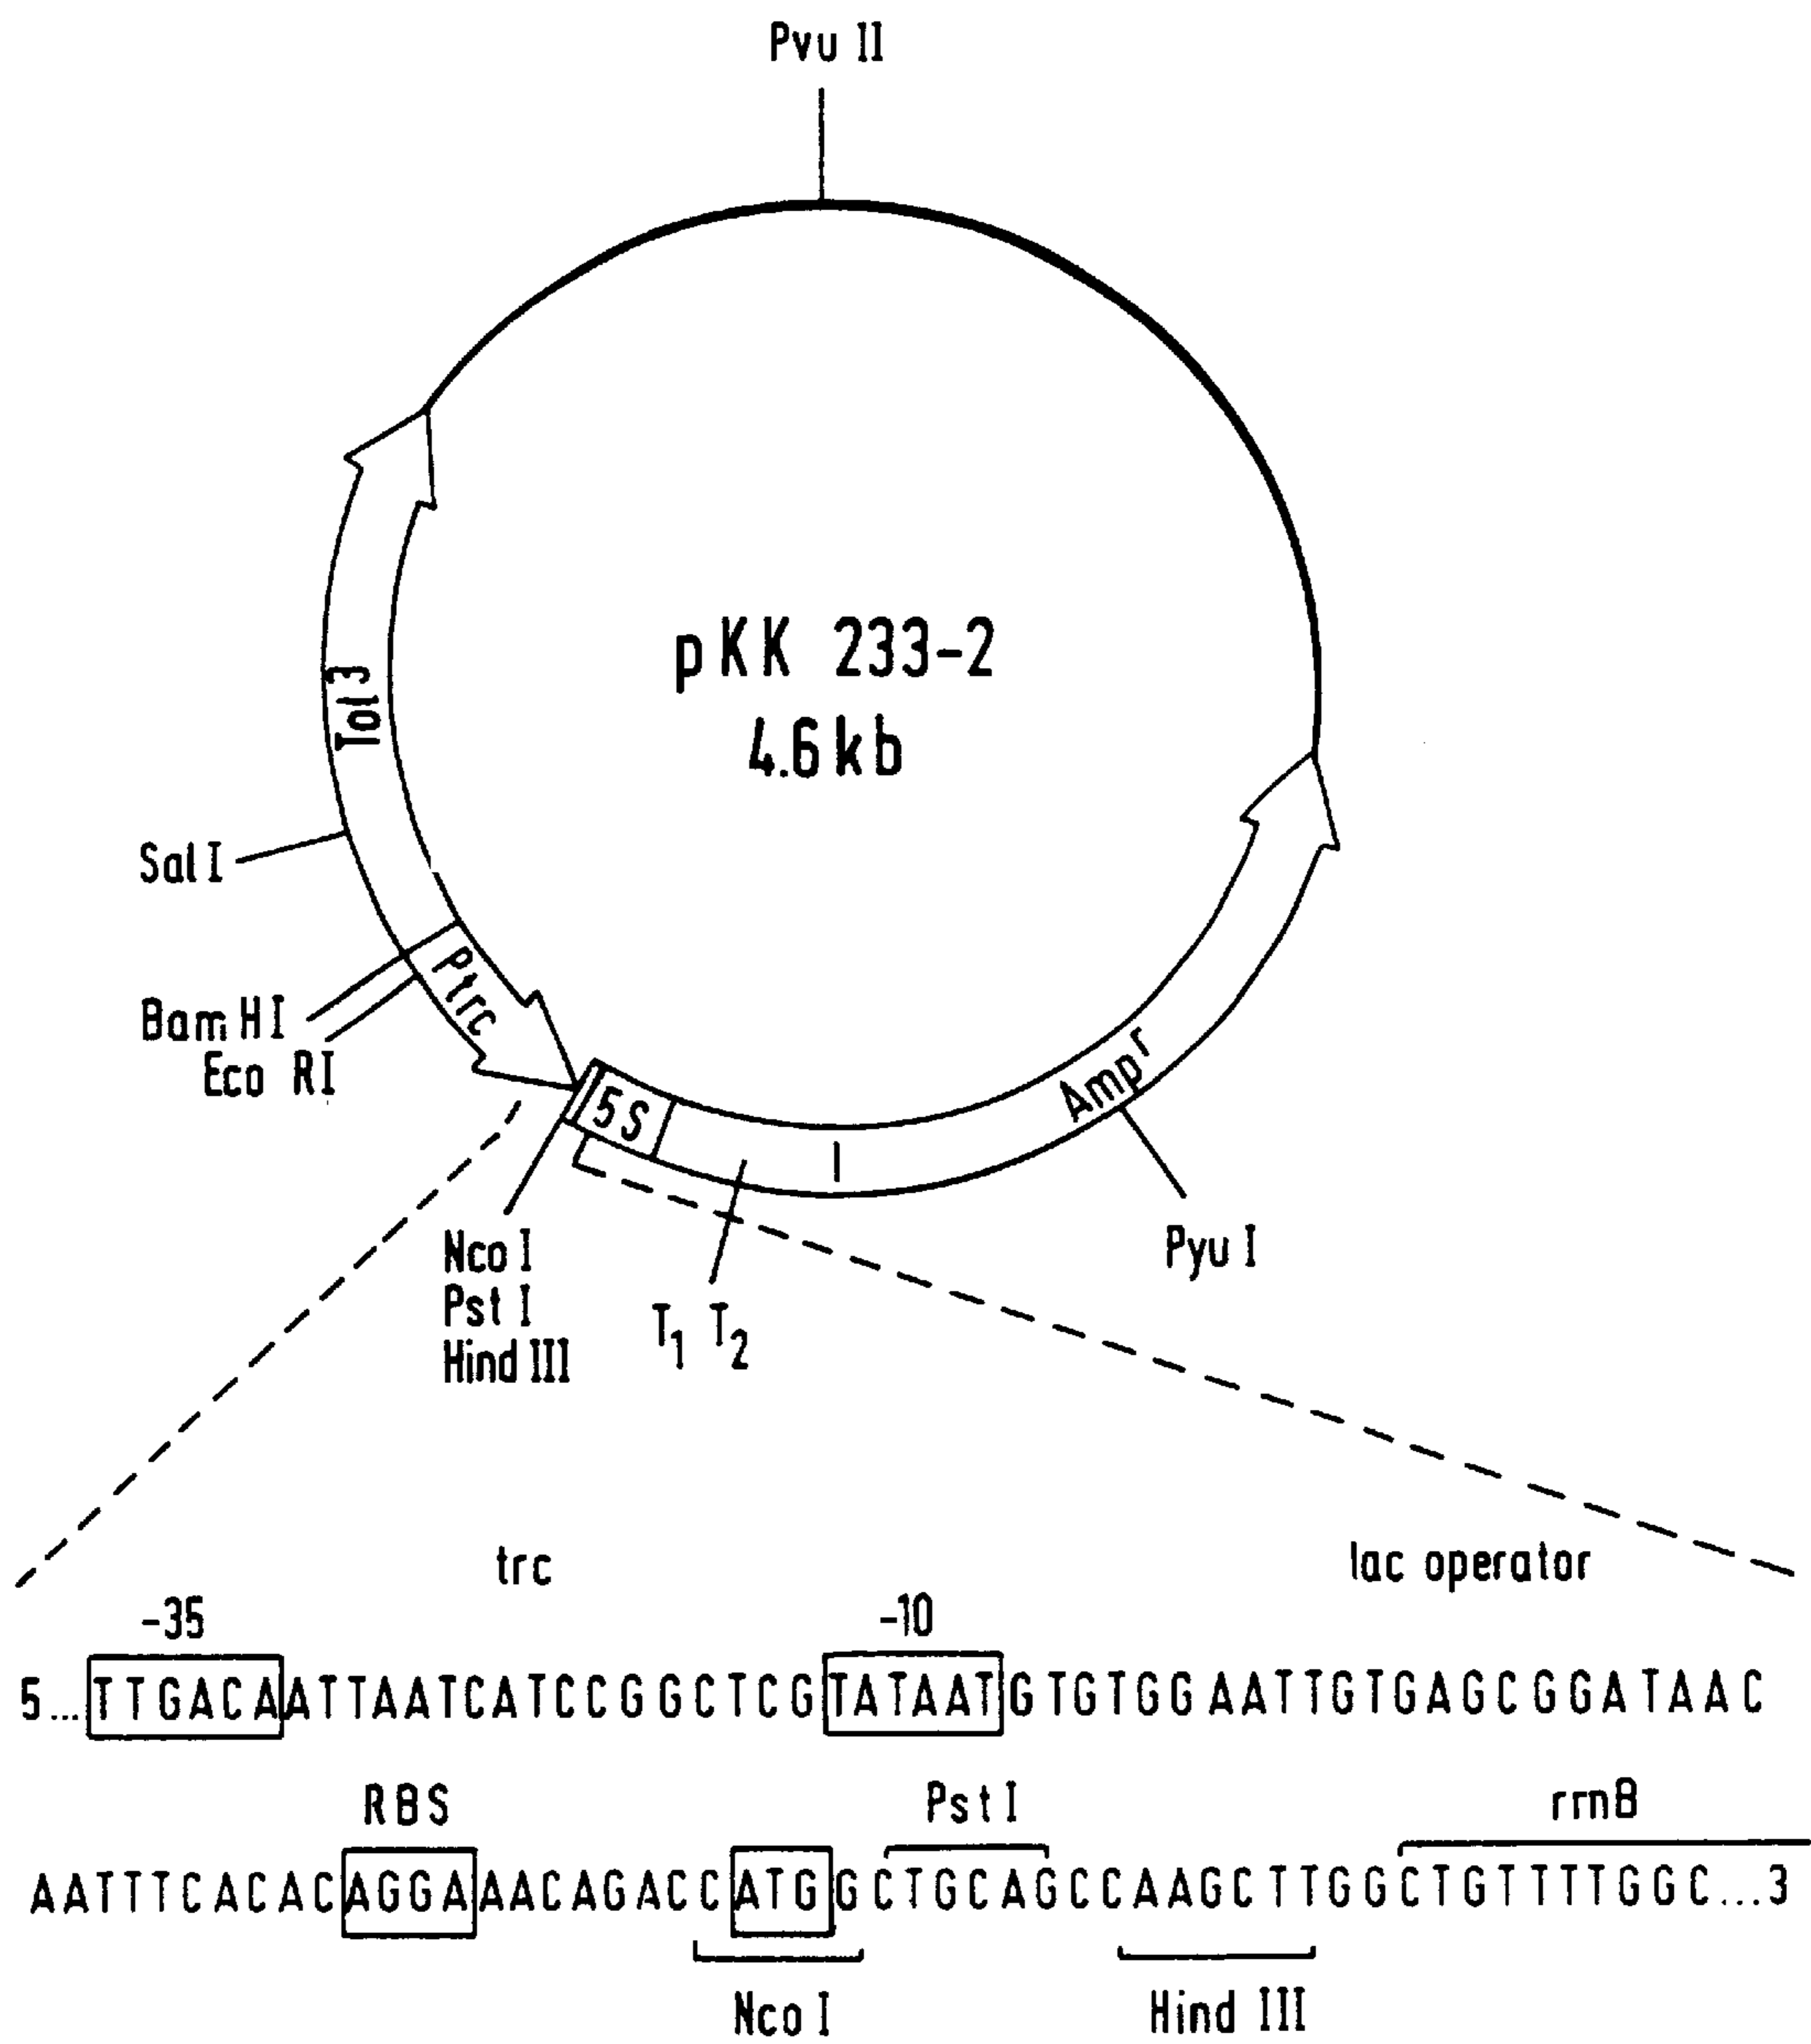 Pvu II
pKK 233-2
4.6kb
Tol3
Sal I
Ptrc
Bam HI
Eco RI
5S
Amp r
Nco I
Pst I
Hind III
T1 T2
Pyu I
trc
lac operator
-35
-10
5...TTGACAATTAATCATCCGGCTCGTATAATGTGTGGAATTGTGAGCGGATAAC
RBS
Pst I
rrnB
AATTTCACACAGGAAACAGACCATGGCTGCAGCCAAGCTTGGCTGTTTTGGC...3
Nco I
Hind III